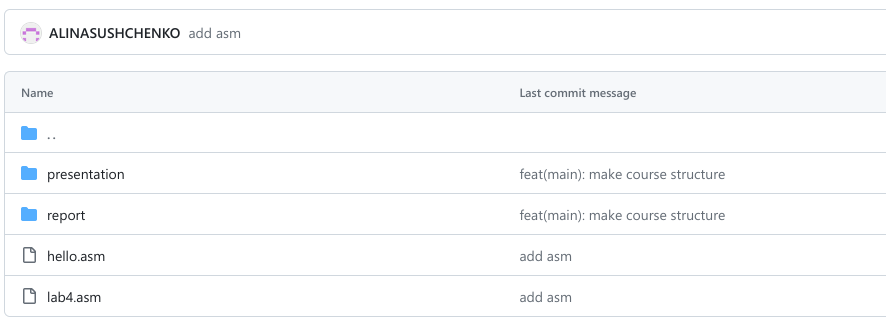 ALINASUSHCHENKO add asm
Name Last commit message
..
presentation feat(main): make course structure
report feat(main): make course structure
hello.asm add asm
lab4.asm add asm